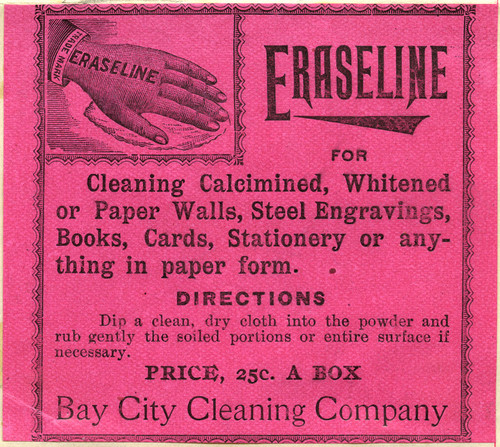 TRADE MARK
ERASELINE
ERASELINE
FOR
Cleaning Calcimined, Whitened
or Paper Walls, Steel Engravings,
Books, Cards, Stationery or any-
thing in paper form.
DIRECTIONS
Dip a clean, dry cloth into the powder and
rub gently the soiled portions or entire surface if
necessary.
PRICE, 25c. A BOX
Bay City Cleaning Company